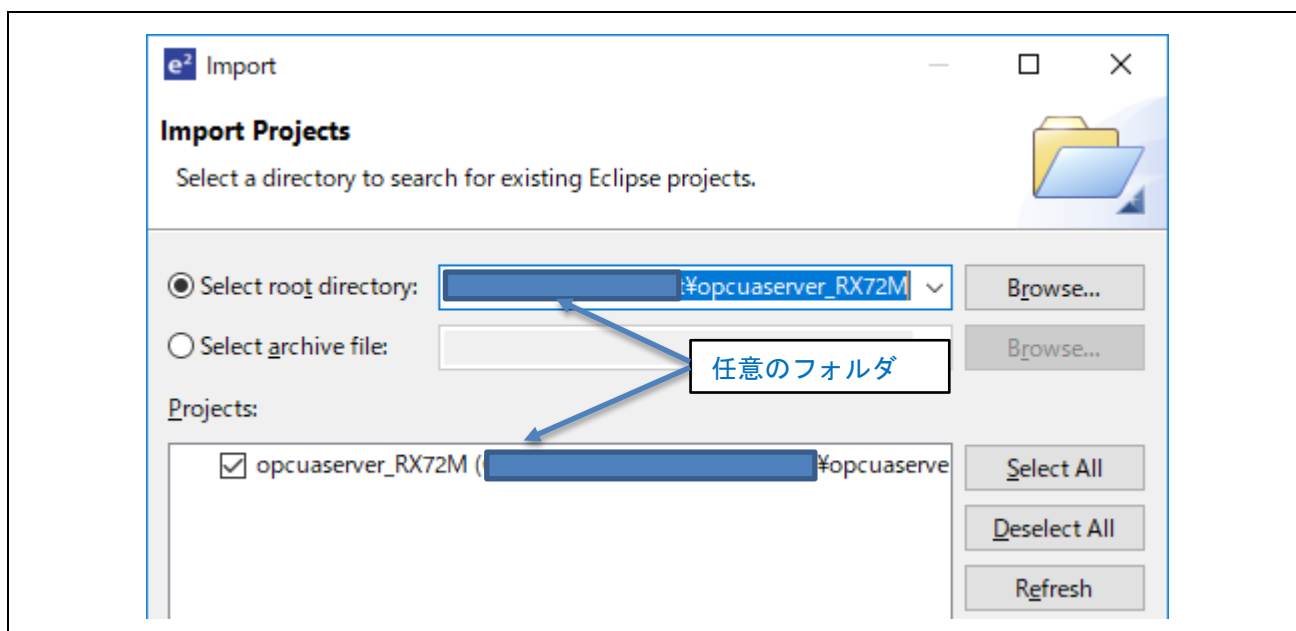 e² Import
Import Projects
Select a directory to search for existing Eclipse projects.
Select root directory: ¥opcuaserver_RX72M Browse...
Select archive file: Browse...
任意のフォルダ
Projects:
opcuaserver_RX72M ( ¥opcuaserve Select All
Deselect All
Refresh